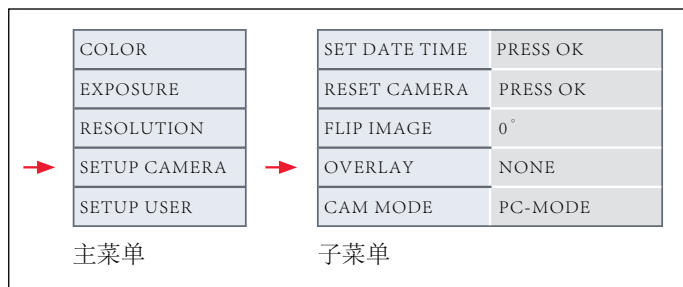 COLOR
EXPOSURE
RESOLUTION
SETUP CAMERA
SETUP USER
主菜单
SET DATE TIME PRESS OK
RESET CAMERA PRESS OK
FLIP IMAGE 0°
OVERLAY NONE
CAM MODE PC-MODE
子菜单